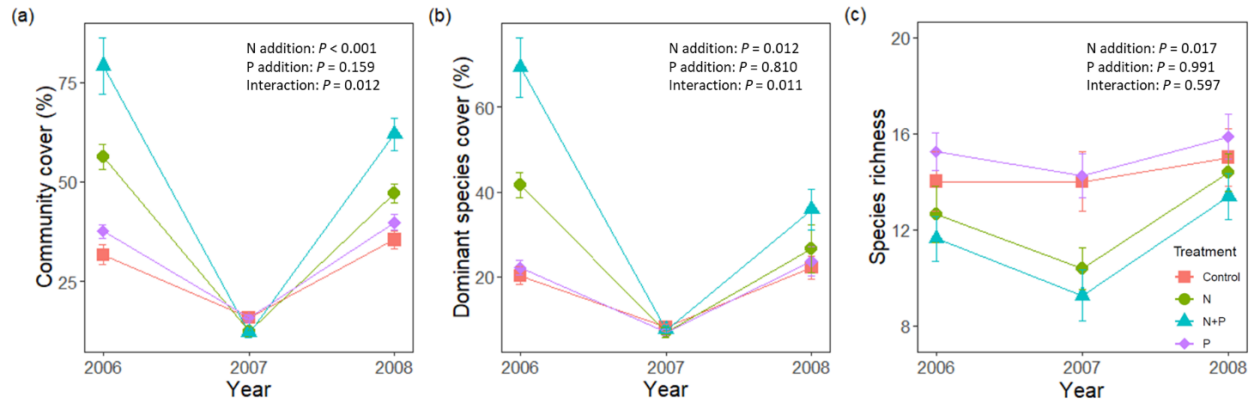 (a)
N addition: P < 0.001
P addition: P = 0.159
Interaction: P = 0.012
Community cover (%)
75
50
25
2006
2007
2008
Year
(b)
N addition: P = 0.012
P addition: P = 0.810
Interaction: P = 0.011
Dominant species cover (%)
60
40
20
2006
2007
2008
Year
(c)
N addition: P = 0.017
P addition: P = 0.991
Interaction: P = 0.597
Species richness
20
16
12
8
Treatment
Control
N
N+P
P
2006
2007
2008
Year